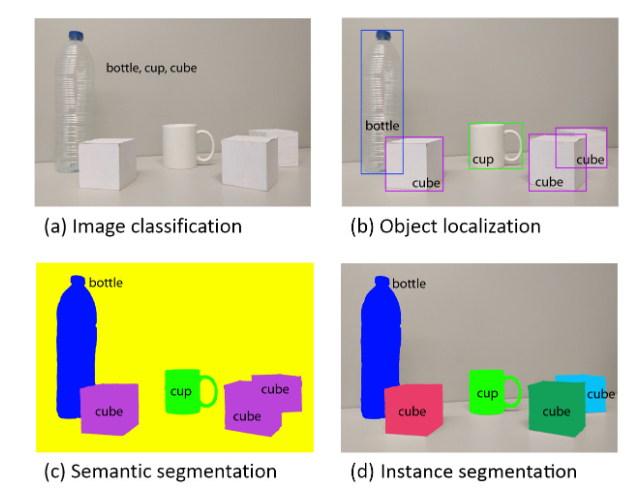 bottle, cup, cube
bottle
cup
cube
cube
cube
(a) Image classification
(b) Object localization
bottle
cup
cube
cube
cube
bottle
cup
cube
cube
cube
(c) Semantic segmentation
(d) Instance segmentation